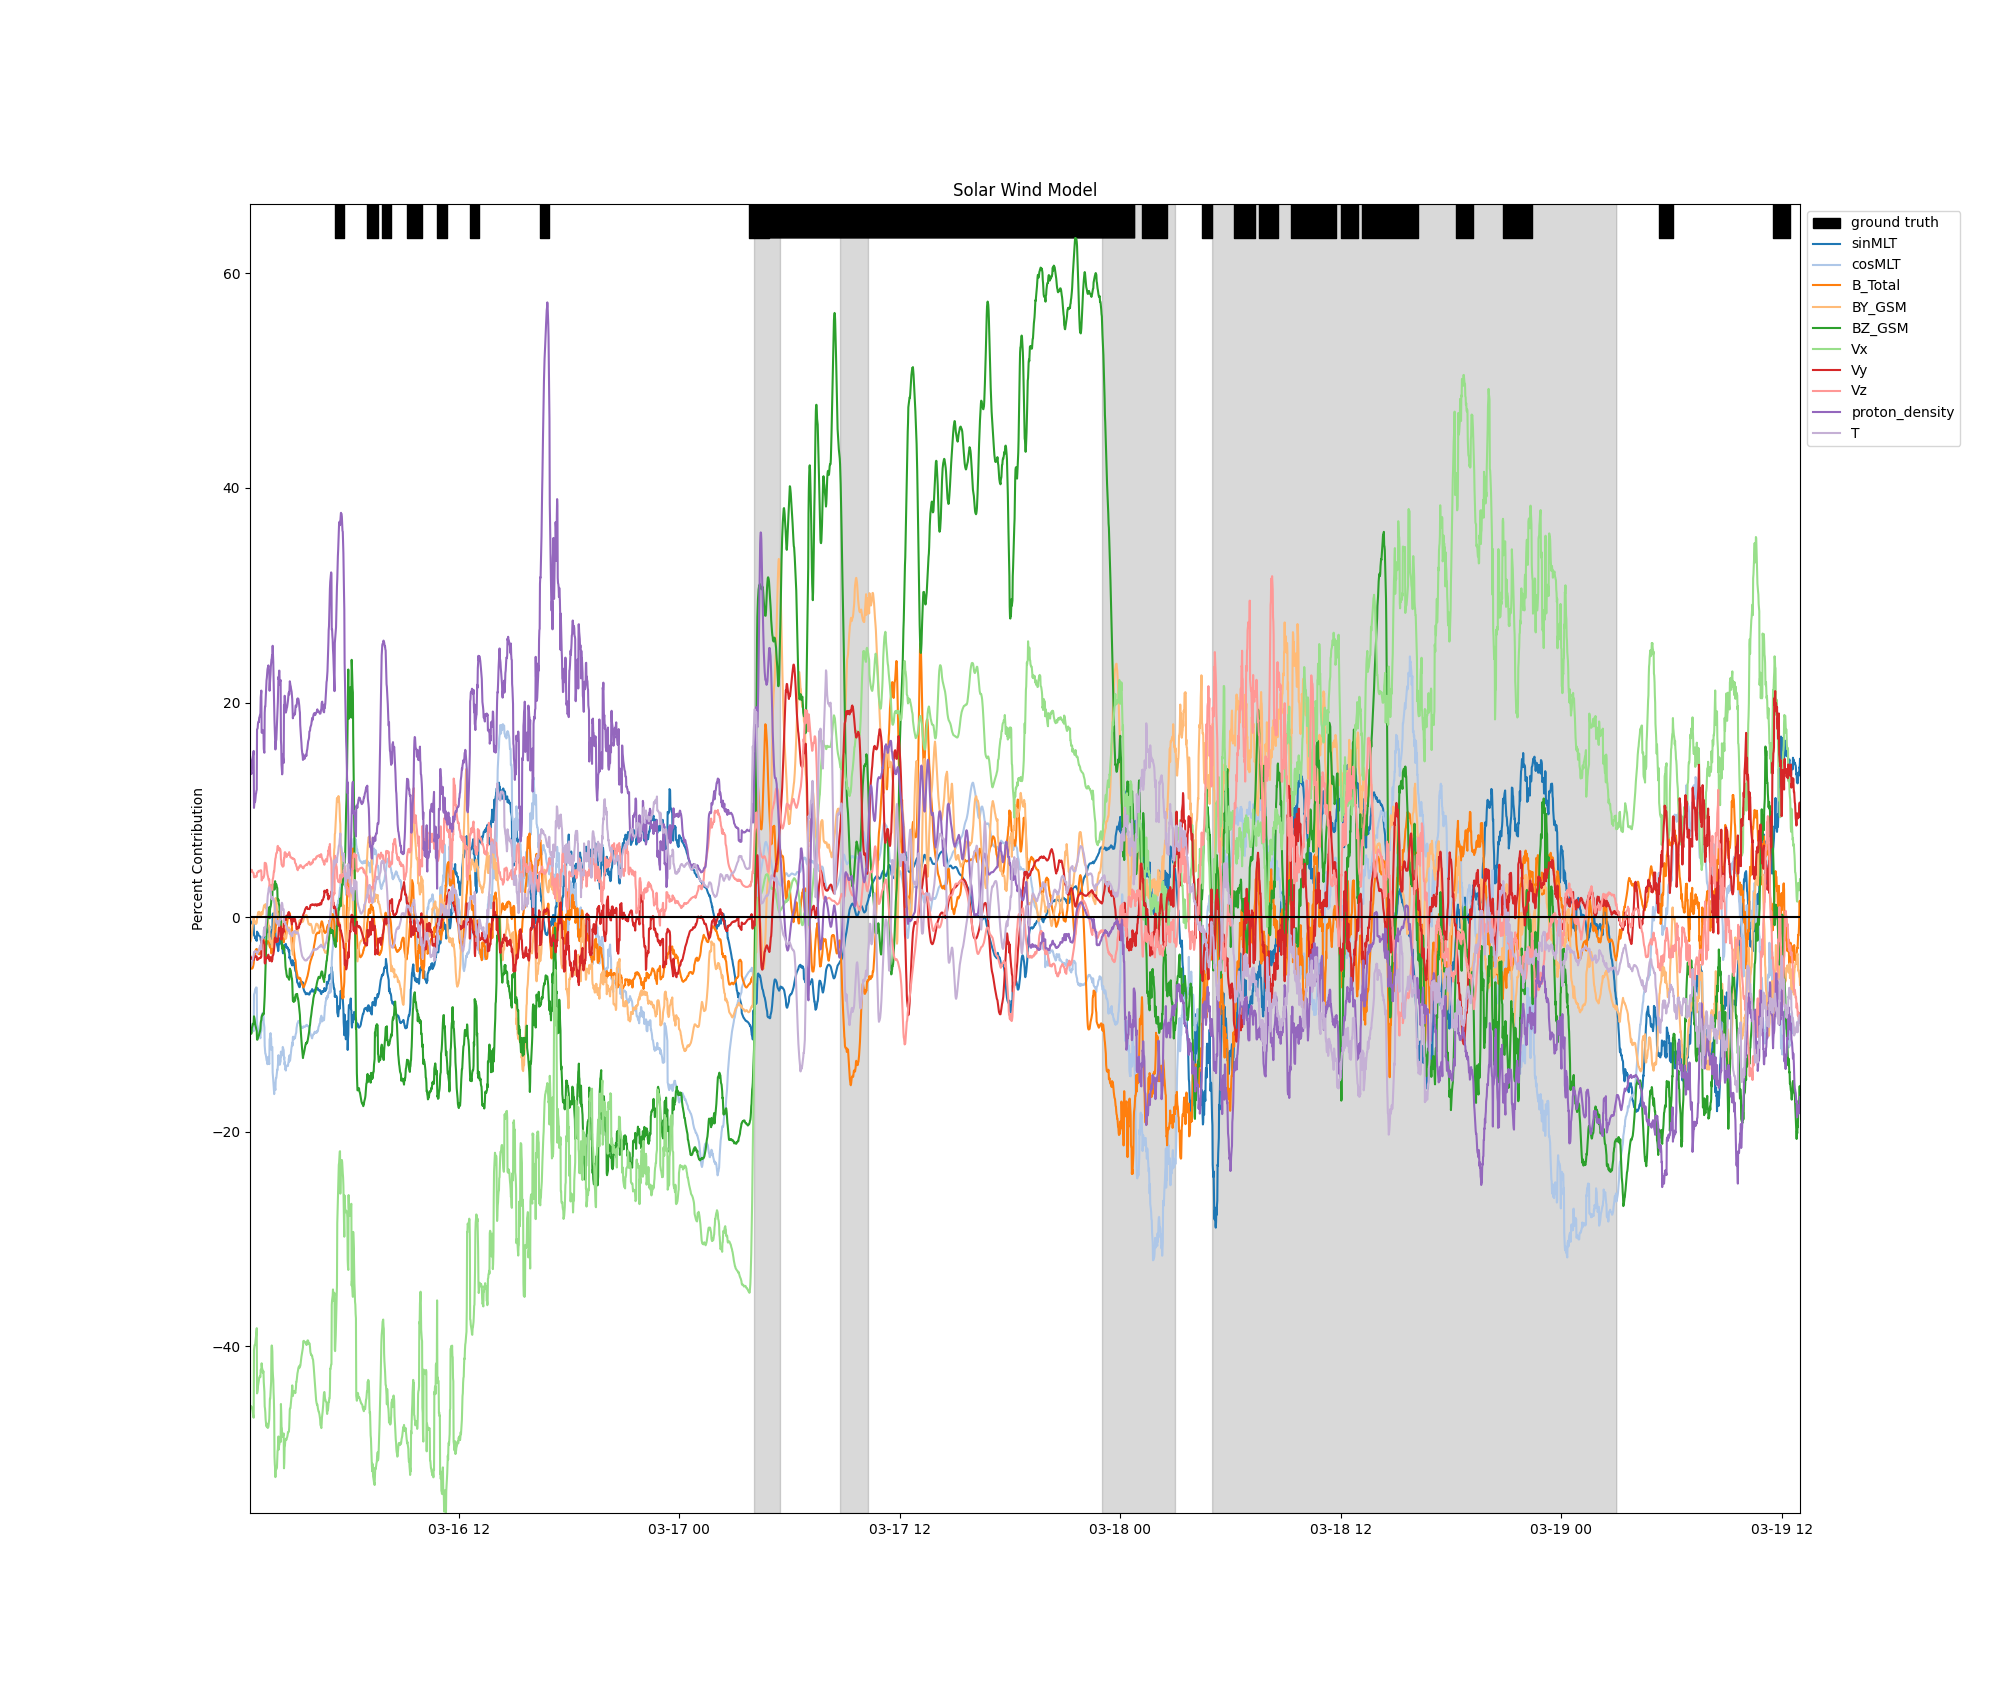 Solar Wind Model
ground truth
sinMLT
cosMLT
B_Total
BY_GSM
BZ_GSM
Vx
Vy
Vz
proton_density
T
Percent Contribution
60
40
20
0
−20
−40
03-16 12
03-17 00
03-17 12
03-18 00
03-18 12
03-19 00
03-19 12